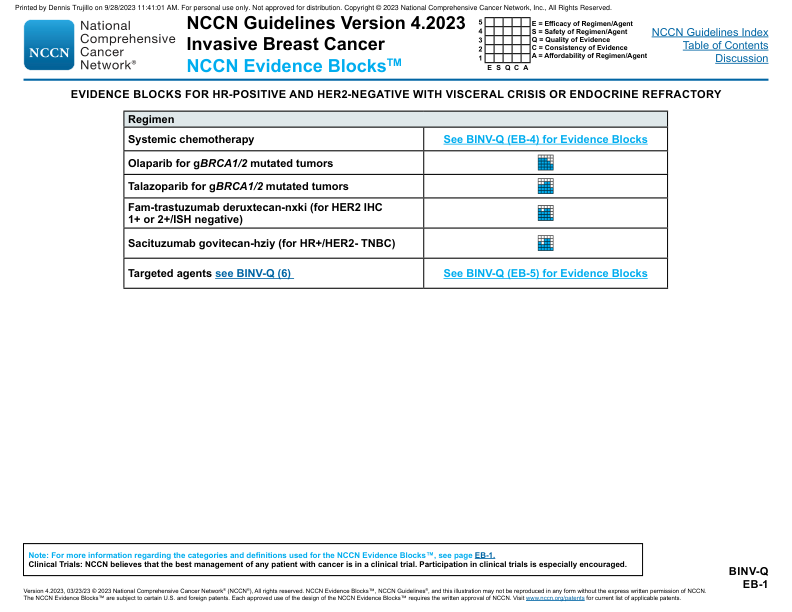 Printed by Dennis Trujillo on 9/28/2023 11:41:01 AM. For personal use only. Not approved for distribution. Copyright © 2023 National Comprehensive Cancer Network, Inc., All Rights Reserved.
NCCN
National
Comprehensive
Cancer
Network®
NCCN Guidelines Version 4.2023
Invasive Breast Cancer
NCCN Evidence Blocks™
5
4
3
2
1
E S Q C A
E = Efficacy of Regimen/Agent
S = Safety of Regimen/Agent
Q = Quality of Evidence
C = Consistency of Evidence
A = Affordability of Regimen/Agent
NCCN Guidelines Index
Table of Contents
Discussion
EVIDENCE BLOCKS FOR HR-POSITIVE AND HER2-NEGATIVE WITH VISCERAL CRISIS OR ENDOCRINE REFRACTORY
Regimen
Systemic chemotherapy
See BINV-Q (EB-4) for Evidence Blocks
Olaparib for gBRCA1/2 mutated tumors
Talazoparib for gBRCA1/2 mutated tumors
Fam-trastuzumab deruxtecan-nxki (for HER2 IHC
1+ or 2+/ISH negative)
Sacituzumab govitecan-hziy (for HR+/HER2- TNBC)
Targeted agents see BINV-Q (6)
See BINV-Q (EB-5) for Evidence Blocks
Note: For more information regarding the categories and definitions used for the NCCN Evidence Blocks™, see page EB-1.
Clinical Trials: NCCN believes that the best management of any patient with cancer is in a clinical trial. Participation in clinical trials is especially encouraged.
BINV-Q
EB-1
Version 4.2023, 03/23/23 © 2023 National Comprehensive Cancer Network® (NCCN®), All rights reserved. NCCN Evidence Blocks™, NCCN Guidelines®, and this illustration may not be reproduced in any form without the express written permission of NCCN.
The NCCN Evidence Blocks™ are subject to certain U.S. and foreign patents. Each approved use of the design of the NCCN Evidence Blocks™ requires the written approval of NCCN. Visit www.nccn.org/patents for current list of applicable patents.